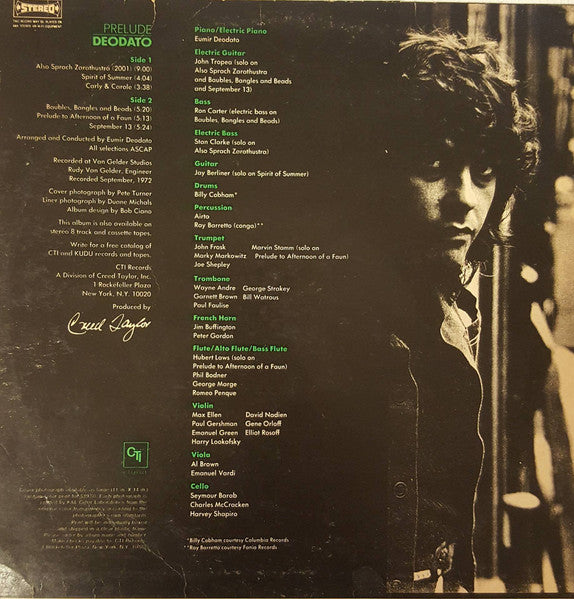 STEREO
THIS RECORD MAY BE PLAYED ON
ANY STEREO OR HI FI EQUIPMENT
PRELUDE
DEODATO
Side 1
Also Sprach Zarathustra (2001) (9:00)
Spirit of Summer (4:04)
Carly & Carole (3:38)
Side 2
Baubles, Bangles and Beads (5:20)
Prelude to Afternoon of a Faun (5:13)
September 13 (5:24)
Arranged and Conducted by Eumir Deodato
All selections ASCAP
Recorded at Van Gelder Studios
Rudy Van Gelder, Engineer
Recorded September, 1972
Cover photograph by Pete Turner
Liner photograph by Duane Michals
Album design by Bob Ciano
This album is also available on
stereo 8 track and cassette tapes.
Write for a free catalog of
CTI and KUDU records and tapes.
CTI Records
A Division of Creed Taylor, Inc.
1 Rockefeller Plaza
New York, N.Y. 10020
Produced by
Creed Taylor
CTi
Piano/Electric Piano
Eumir Deodato
Electric Guitar
John Tropea (solo on
Also Sprach Zarathustra
and Baubles, Bangles and Beads
and September 13)
Bass
Ron Carter (electric bass on
Baubles, Bangles and Beads)
Electric Bass
Stan Clarke (solo on
Also Sprach Zarathustra)
Guitar
Jay Berliner (solo on Spirit of Summer)
Drums
Billy Cobham*
Percussion
Airto
Ray Barretto (conga)**
Trumpet
John Frosk Marvin Stamm (solo on
Marky Markowitz Prelude to Afternoon of a Faun)
Joe Shepley
Trombone
Wayne Andre George Strakey
Garnett Brown Bill Watrous
Paul Faulise
French Horn
Jim Buffington
Peter Gordon
Flute/Alto Flute/Bass Flute
Hubert Laws (solo on
Prelude to Afternoon of a Faun)
Phil Bodner
George Marge
Romeo Penque
Violin
Max Ellen David Nadien
Paul Gershman Gene Orloff
Emanuel Green Elliot Rosoff
Harry Lookofsky
Viola
Al Brown
Emanuel Vardi
Cello
Seymour Barab
Charles McCracken
Harvey Shapiro
*Billy Cobham courtesy Columbia Records
**Ray Barretto courtesy Fania Records